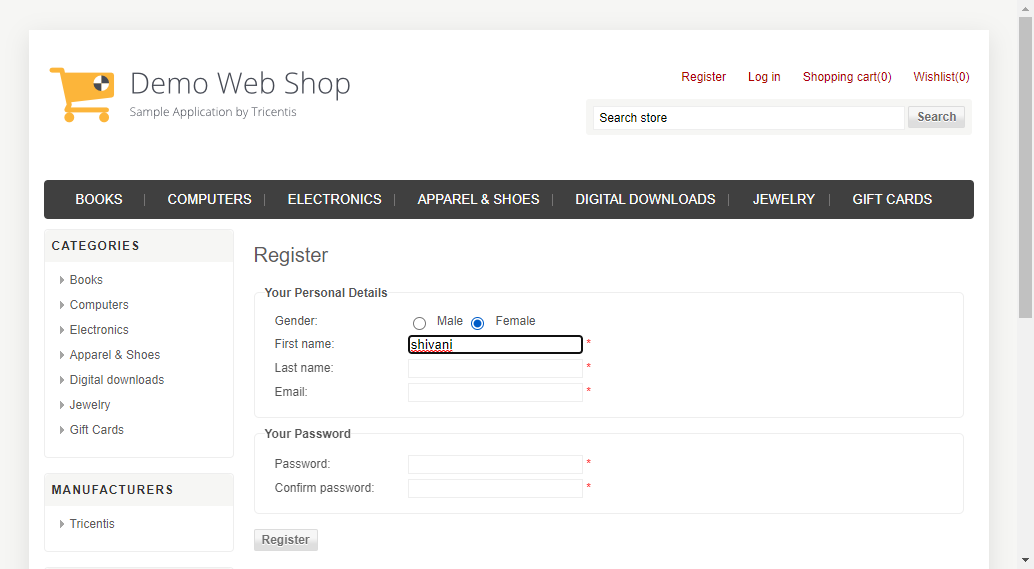 Demo Web Shop
Sample Application by Tricentis
Register Log in Shopping cart(0) Wishlist(0)
Search store Search
BOOKS COMPUTERS ELECTRONICS APPAREL & SHOES DIGITAL DOWNLOADS JEWELRY GIFT CARDS
CATEGORIES
Books
Computers
Electronics
Apparel & Shoes
Digital downloads
Jewelry
Gift Cards
MANUFACTURERS
Tricentis
Register
Your Personal Details
Gender: Male Female
First name: shivani *
Last name: *
Email: *
Your Password
Password: *
Confirm password: *
Register